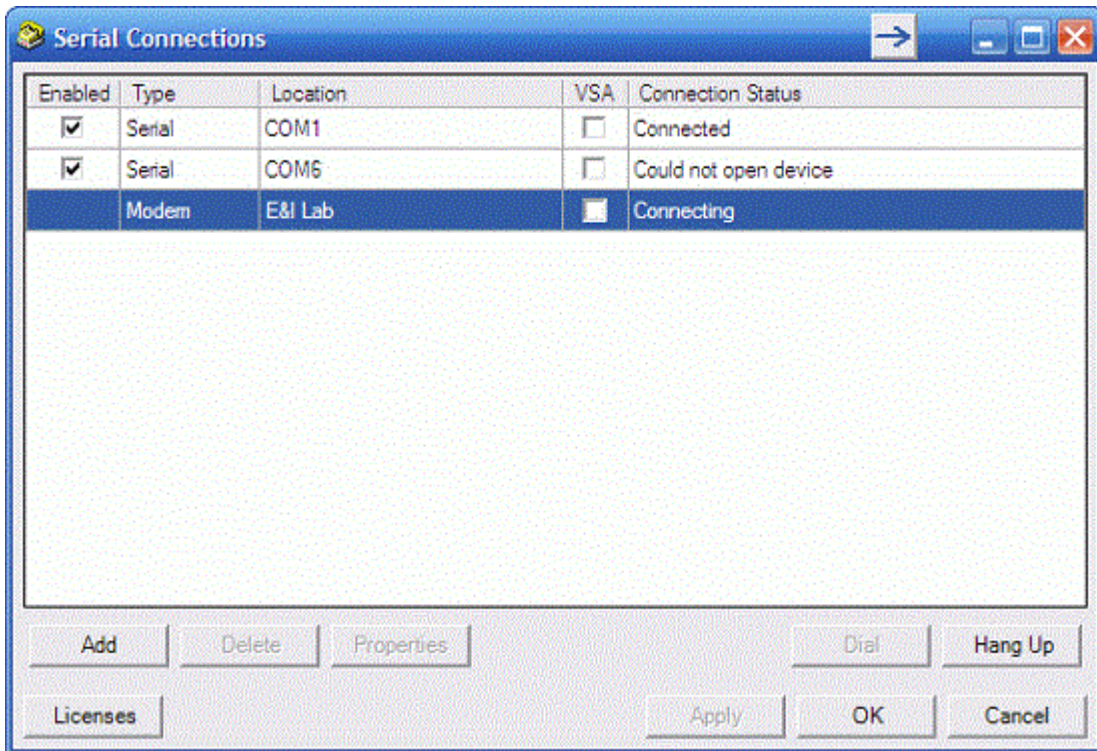 Serial Connections
Enabled Type Location VSA Connection Status
Serial COM1 Connected
Serial COM6 Could not open device
Modem E&I Lab Connecting
Add Delete Properties Dial Hang Up
Licenses Apply OK Cancel